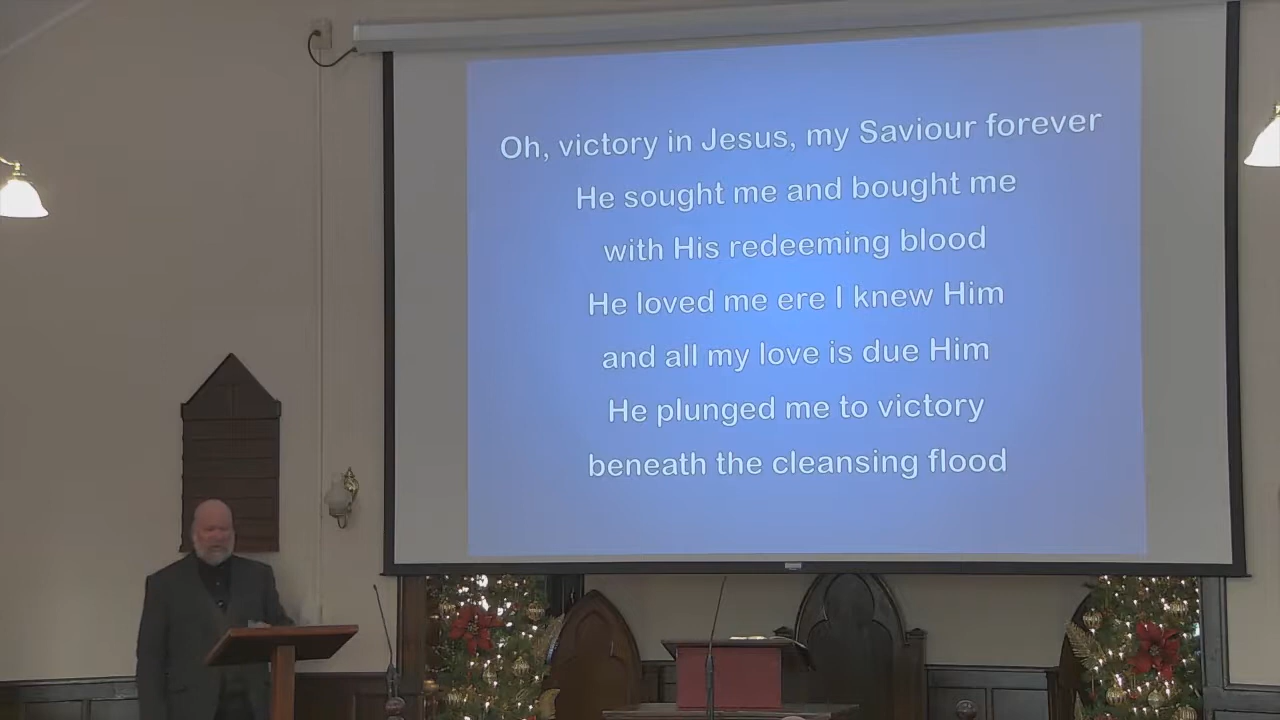 Oh, victory in Jesus, my Saviour forever
He sought me and bought me
with His redeeming blood
He loved me ere I knew Him
and all my love is due Him
He plunged me to victory
beneath the cleansing flood